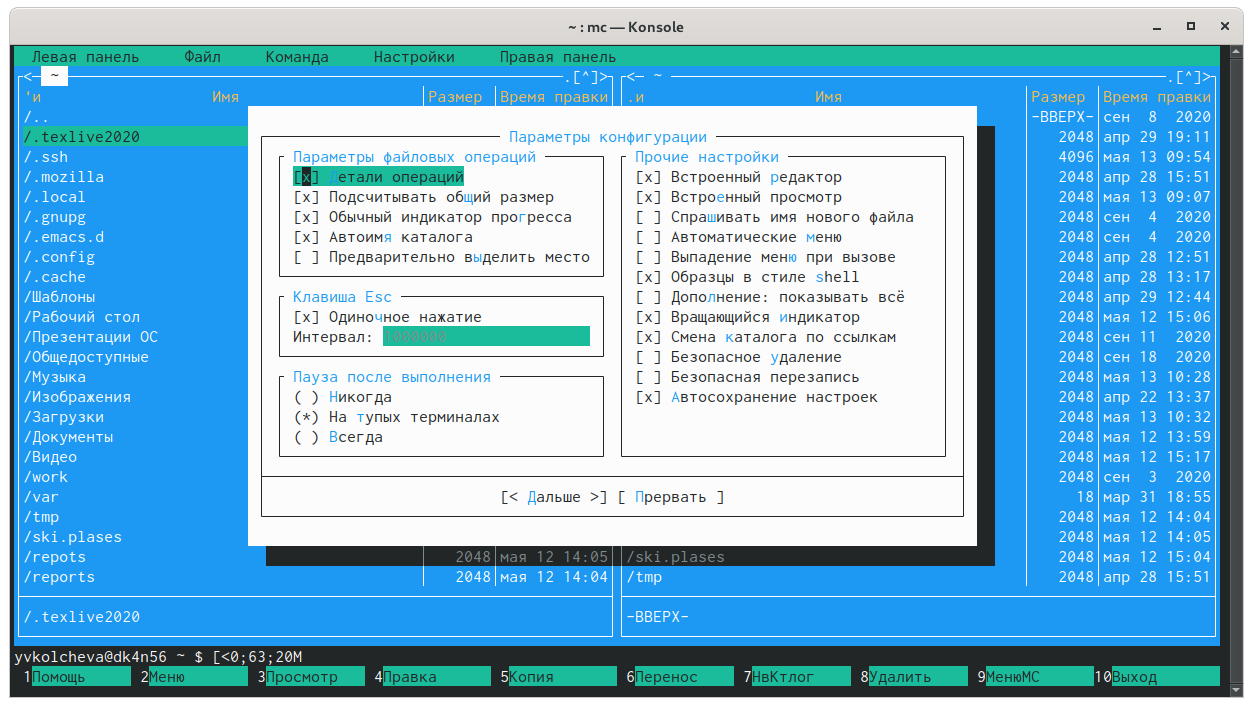 ~ : mc — Konsole
Левая панель Файл Команда Настройки Правая панель
<— ~ .[^]> <— ~ .[^]>
'и Имя Размер Время правки
/..
/.texlive2020
/.ssh
/.mozilla
/.local
/.gnupg
/.emacs.d
/.config
/.cache
/Шаблоны
/Рабочий стол
/Презентации ОС
/Общедоступные
/Музыка
/Изображения
/Загрузки
/Документы
/Видео
/work
/var
/tmp
/ski.plases
/repots 2048 мая 12 14:05
/reports 2048 мая 12 14:04
/.texlive2020
Параметры конфигурации
Параметры файловых операций
[x] Детали операций
[x] Подсчитывать общий размер
[x] Обычный индикатор прогресса
[x] Автоимя каталога
[ ] Предварительно выделить место
Клавиша Esc
[x] Одиночное нажатие
Интервал: 1000000
Пауза после выполнения
( ) Никогда
(*) На тупых терминалах
( ) Всегда
Прочие настройки
[x] Встроенный редактор
[x] Встроенный просмотр
[ ] Спрашивать имя нового файла
[ ] Автоматические меню
[ ] Выпадение меню при вызове
[x] Образцы в стиле shell
[ ] Дополнение: показывать всё
[x] Вращающийся индикатор
[x] Смена каталога по ссылкам
[ ] Безопасное удаление
[ ] Безопасная перезапись
[x] Автосохранение настроек
[< Дальше >] [ Прервать ]
.и Имя Размер Время правки
-ВВЕРХ- сен 8 2020
2048 апр 29 19:11
4096 мая 13 09:54
2048 апр 28 15:51
2048 мая 13 09:07
2048 сен 4 2020
2048 сен 4 2020
2048 апр 28 12:51
2048 апр 28 13:17
2048 апр 29 12:44
2048 мая 12 15:06
2048 сен 11 2020
2048 сен 18 2020
2048 мая 13 10:28
2048 апр 22 13:37
2048 мая 13 10:32
2048 мая 12 13:59
2048 мая 12 15:17
2048 сен 3 2020
18 мар 31 18:55
2048 мая 12 14:04
2048 мая 12 14:05
/ski.plases 2048 мая 12 15:04
/tmp 2048 апр 28 15:51
-ВВЕРХ-
yvkolcheva@dk4n56 ~ $ [<0;63;20M
1Помощь 2Меню 3Просмотр 4Правка 5Копия 6Перенос 7НвКтлог 8Удалить 9МенюMC 10Выход